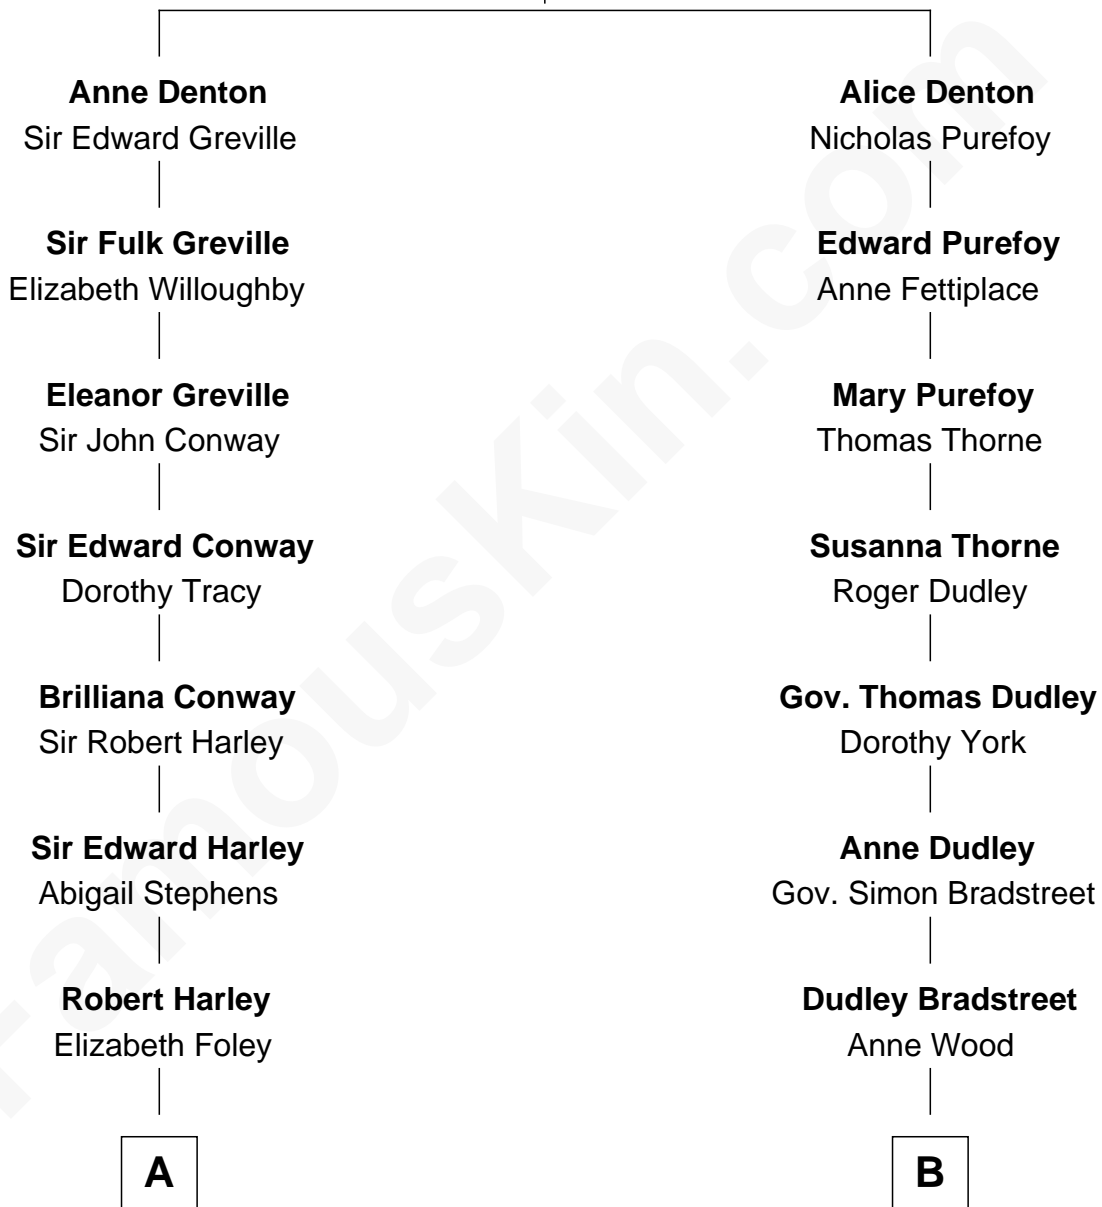 Anne Denton
Sir Edward Greville
Sir Fulk Greville
Elizabeth Willoughby
Eleanor Greville
Sir John Conway
Sir Edward Conway
Dorothy Tracy
Brilliana Conway
Sir Robert Harley
Sir Edward Harley
Abigail Stephens
Robert Harley
Elizabeth Foley
A
Alice Denton
Nicholas Purefoy
Edward Purefoy
Anne Fettiplace
Mary Purefoy
Thomas Thorne
Susanna Thorne
Roger Dudley
Gov. Thomas Dudley
Dorothy York
Anne Dudley
Gov. Simon Bradstreet
Dudley Bradstreet
Anne Wood
B
FamousKin.com